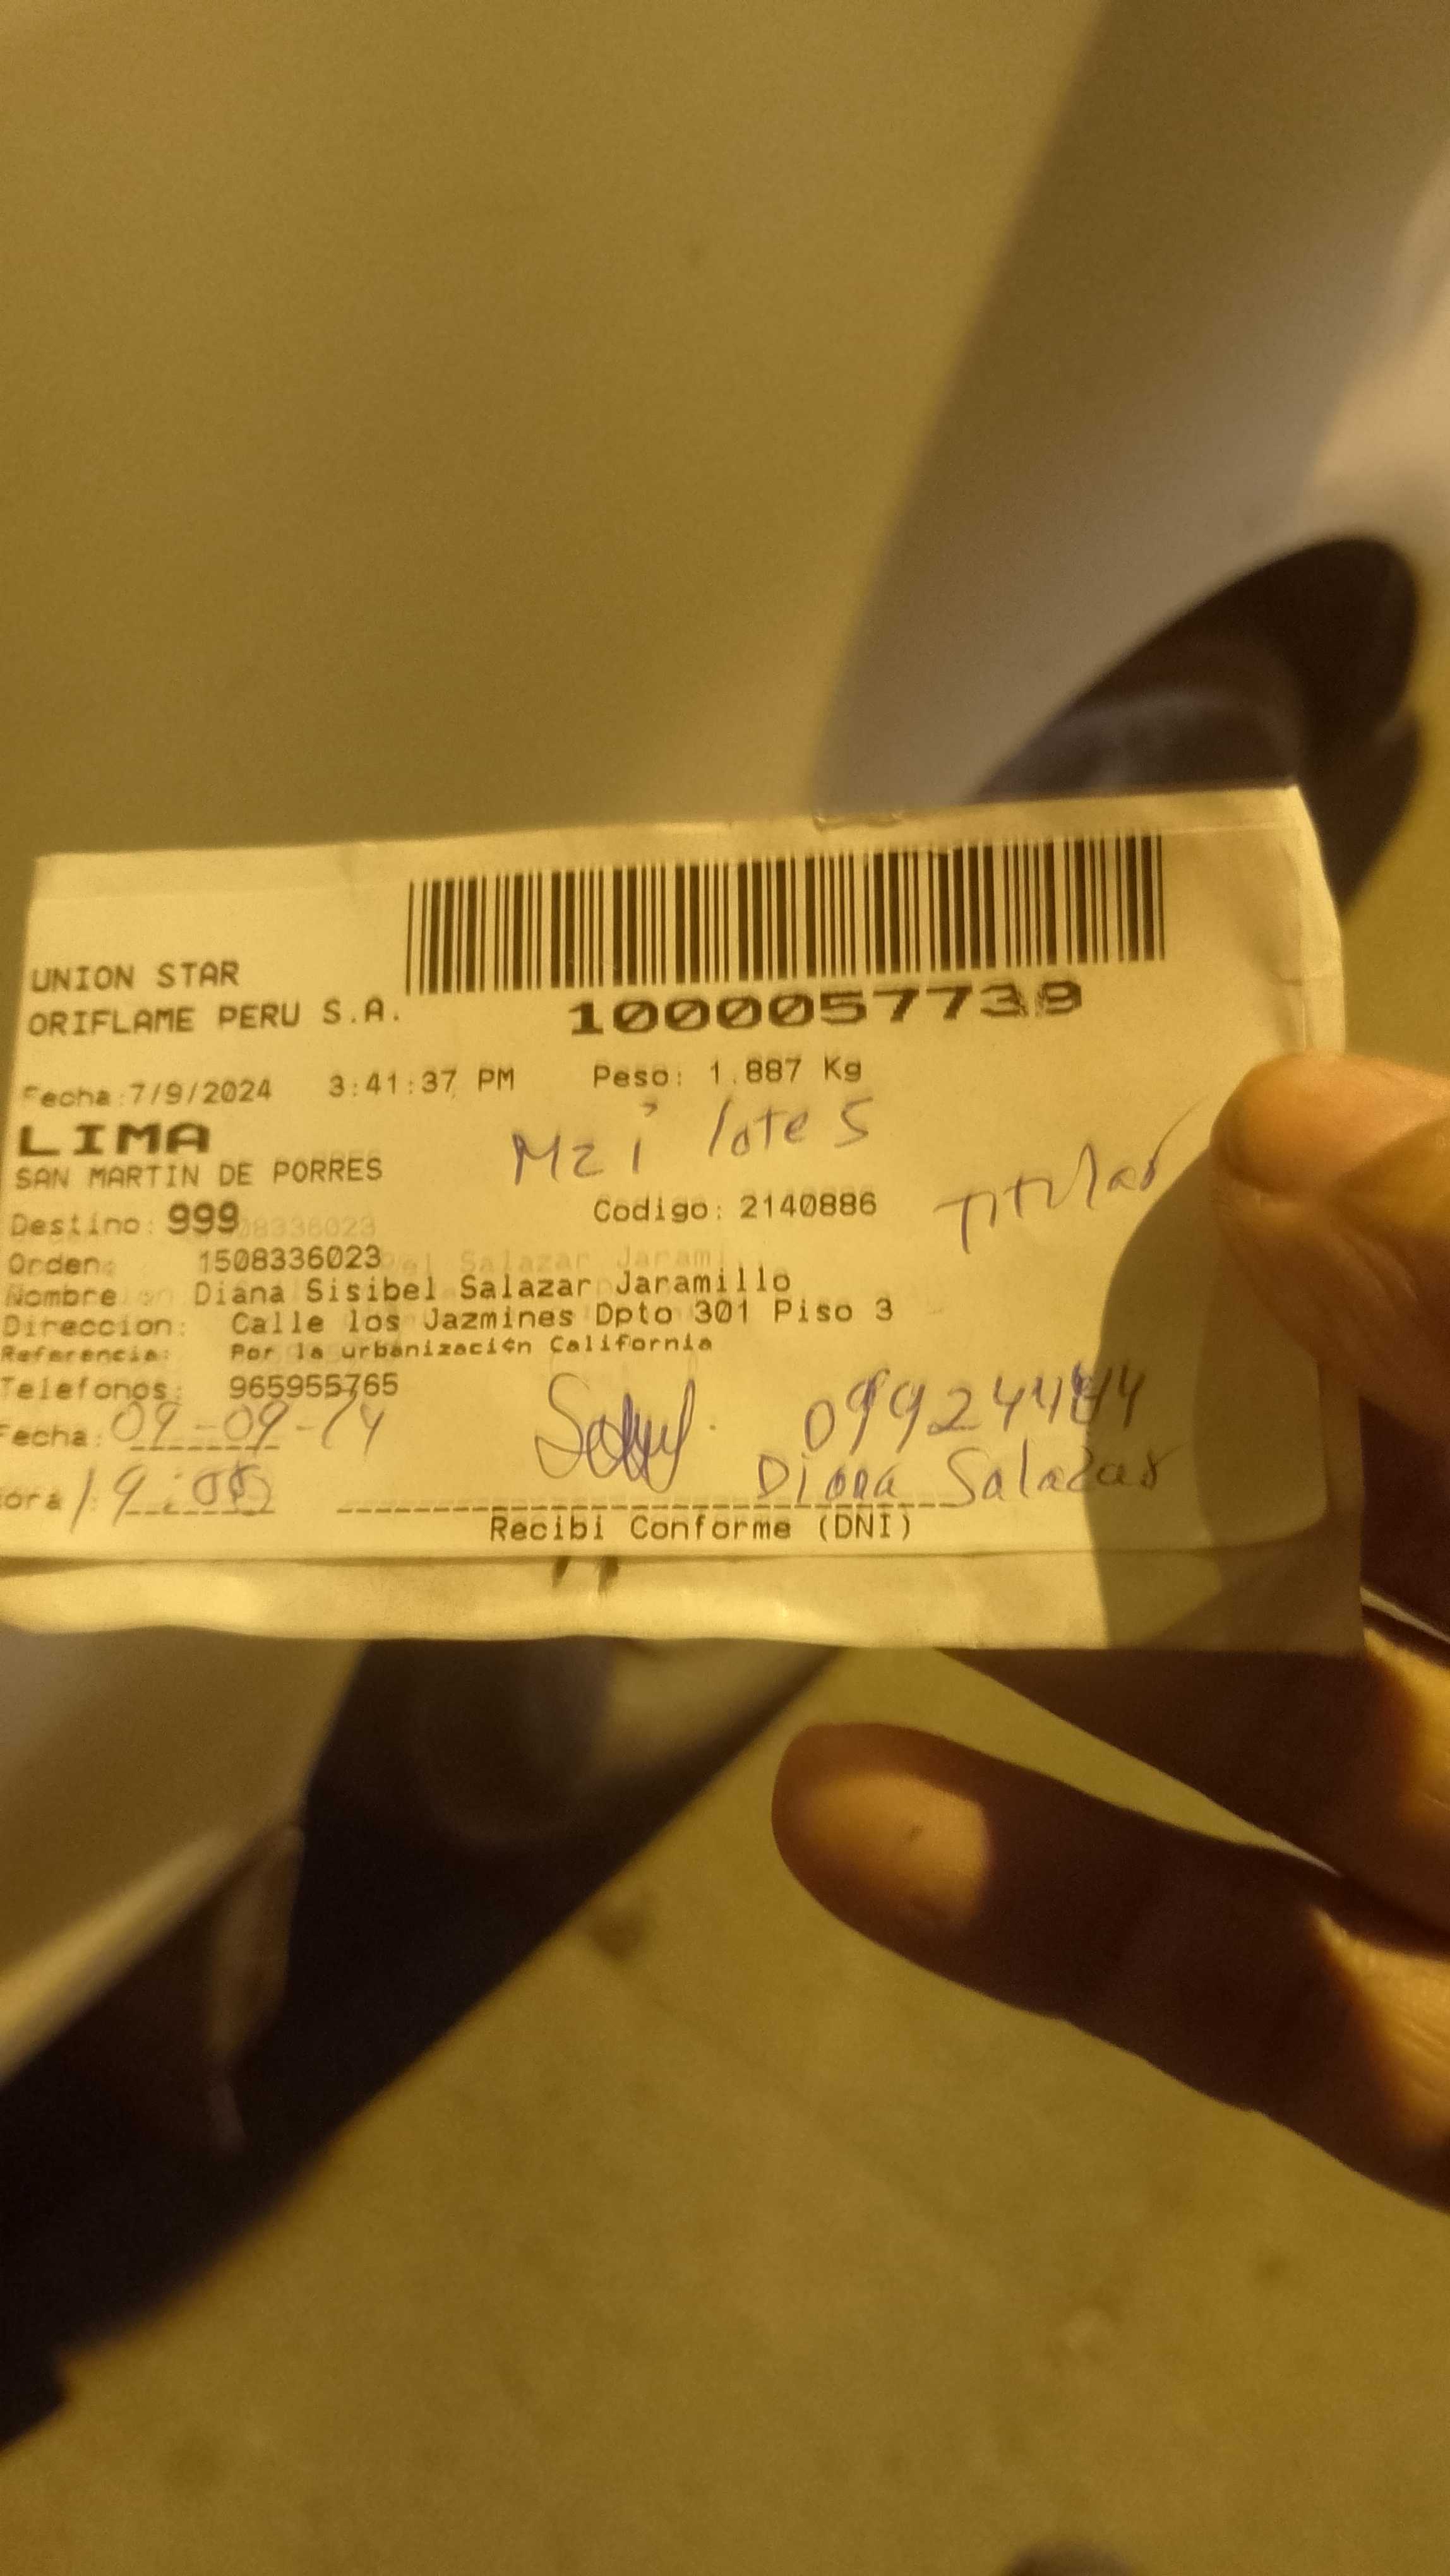 UNION STAR
ORIFLAME PERU S.A.
1000057739
Fecha:7/9/2024 3:41:37 PM Peso: 1.887 Kg
LIMA
Mz i lote 5
SAN MARTIN DE PORRES
Titular
Destino: 999 Codigo: 2140886
Orden: 1508336023
Nombre Diana Sisibel Salazar Jaramillo
Direccion: Calle los Jazmines Dpto 301 Piso 3
Referencia: Por la urbanización California
Telefonos: 965955765
Fecha: 09-09-24
Diana Salazar
ora: 19:00
Recibi Conforme (DNI)